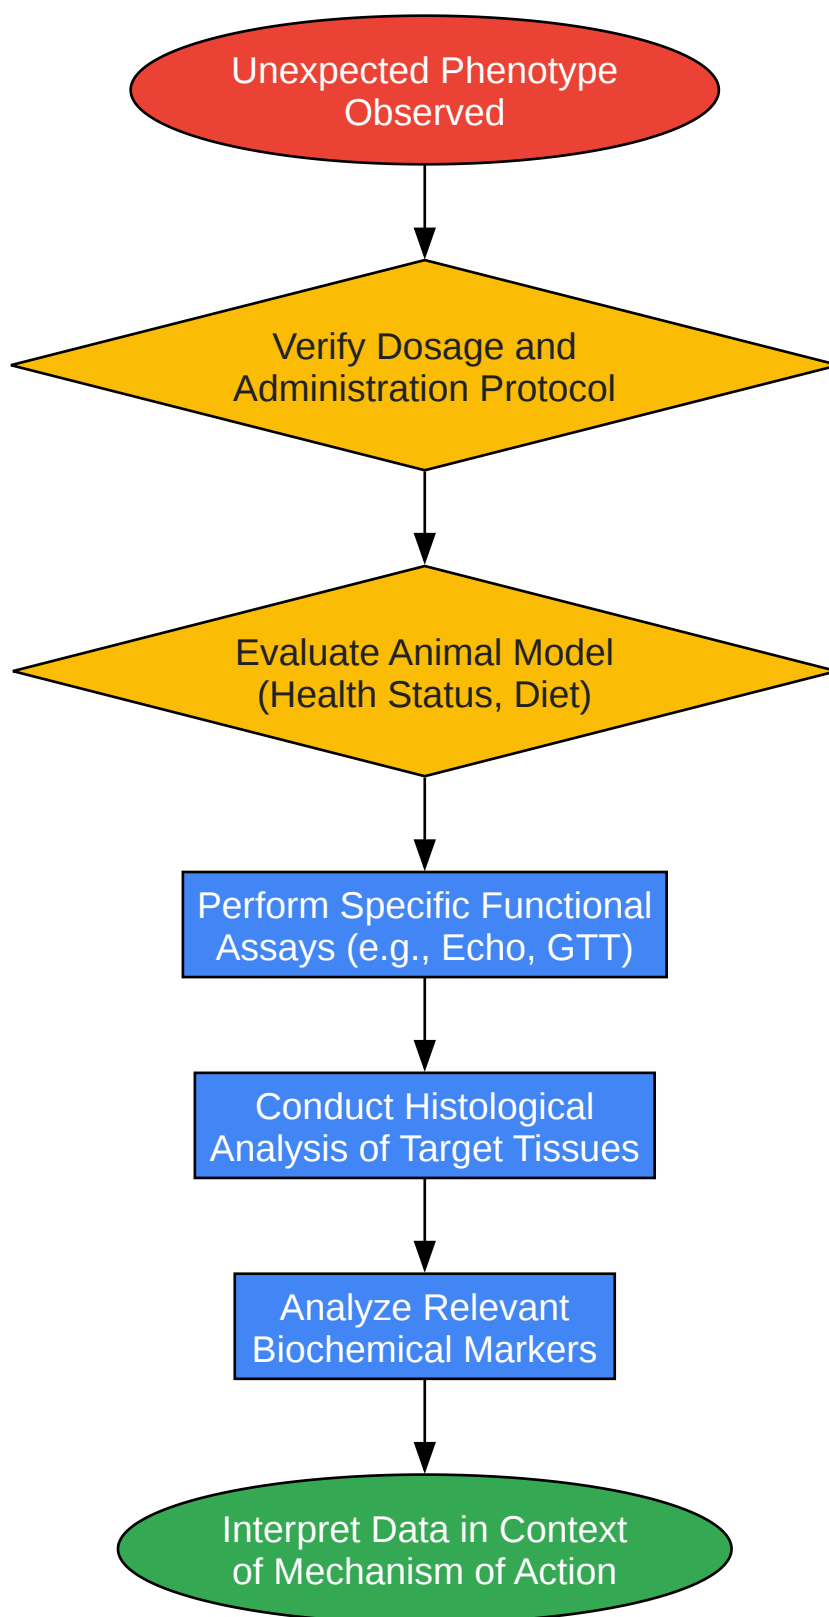 Unexpected Phenotype
Observed
Verify Dosage and
Administration Protocol
Evaluate Animal Model
(Health Status, Diet)
Perform Specific Functional
Assays (e.g., Echo, GTT)
Conduct Histological
Analysis of Target Tissues
Analyze Relevant
Biochemical Markers
Interpret Data in Context
of Mechanism of Action